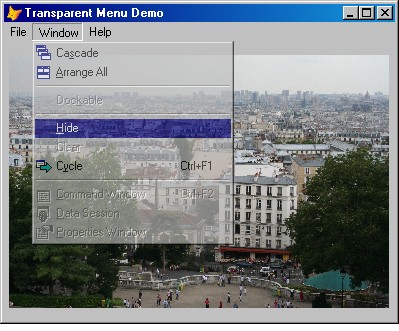 Transparent Menu Demo
File Window Help
Cascade
Arrange All
Dockable
Hide
Clear
Cycle Ctrl+F1
Command Window Ctrl+F2
Data Session
Properties Window